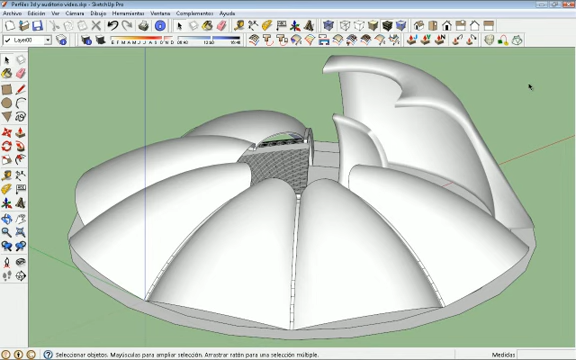 Perfiles 3d y auditorio video.skp - SketchUp Pro
Archivo Edición Ver Cámara Dibujo Herramientas Ventana Complementos Ayuda
Layer0
E F M A M J J A S O N D
Seleccionar objetos. Mayúsculas para ampliar selección. Arrastrar ratón para una selección múltiple.
Medidas